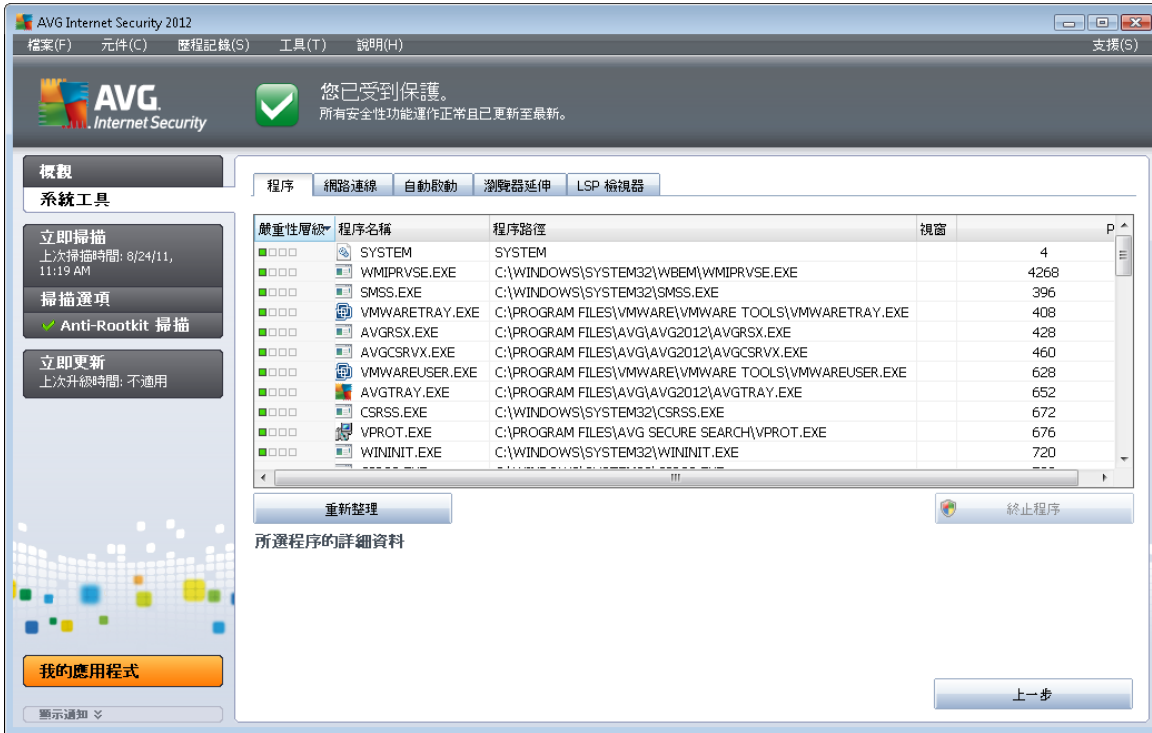 AVG Internet Security 2012
檔案(F) 元件(C) 歷程記錄(S) 工具(T) 說明(H) 支援(S)
AVG.
Internet Security
您已受到保護。
所有安全性功能運作正常且已更新至最新。
概觀
系統工具
立即掃描
上次掃描時間: 8/24/11,
11:19 AM
掃描選項
Anti-Rootkit 掃描
立即更新
上次升級時間: 不適用
我的應用程式
顯示通知
程序 網路連線 自動啟動 瀏覽器延伸 LSP 檢視器
嚴重性層級 程序名稱 程序路徑 視窗 P
SYSTEM SYSTEM 4
WMIPRVSE.EXE C:\WINDOWS\SYSTEM32\WBEM\WMIPRVSE.EXE 4268
SMSS.EXE C:\WINDOWS\SYSTEM32\SMSS.EXE 396
VMWARETRAY.EXE C:\PROGRAM FILES\VMWARE\VMWARE TOOLS\VMWARETRAY.EXE 408
AVGRSX.EXE C:\PROGRAM FILES\AVG\AVG2012\AVGRSX.EXE 428
AVGCSRVX.EXE C:\PROGRAM FILES\AVG\AVG2012\AVGCSRVX.EXE 460
VMWAREUSER.EXE C:\PROGRAM FILES\VMWARE\VMWARE TOOLS\VMWAREUSER.EXE 628
AVGTRAY.EXE C:\PROGRAM FILES\AVG\AVG2012\AVGTRAY.EXE 652
CSRSS.EXE C:\WINDOWS\SYSTEM32\CSRSS.EXE 672
VPROT.EXE C:\PROGRAM FILES\AVG SECURE SEARCH\VPROT.EXE 676
WININIT.EXE C:\WINDOWS\SYSTEM32\WININIT.EXE 720
重新整理 終止程序
所選程序的詳細資料
上一步